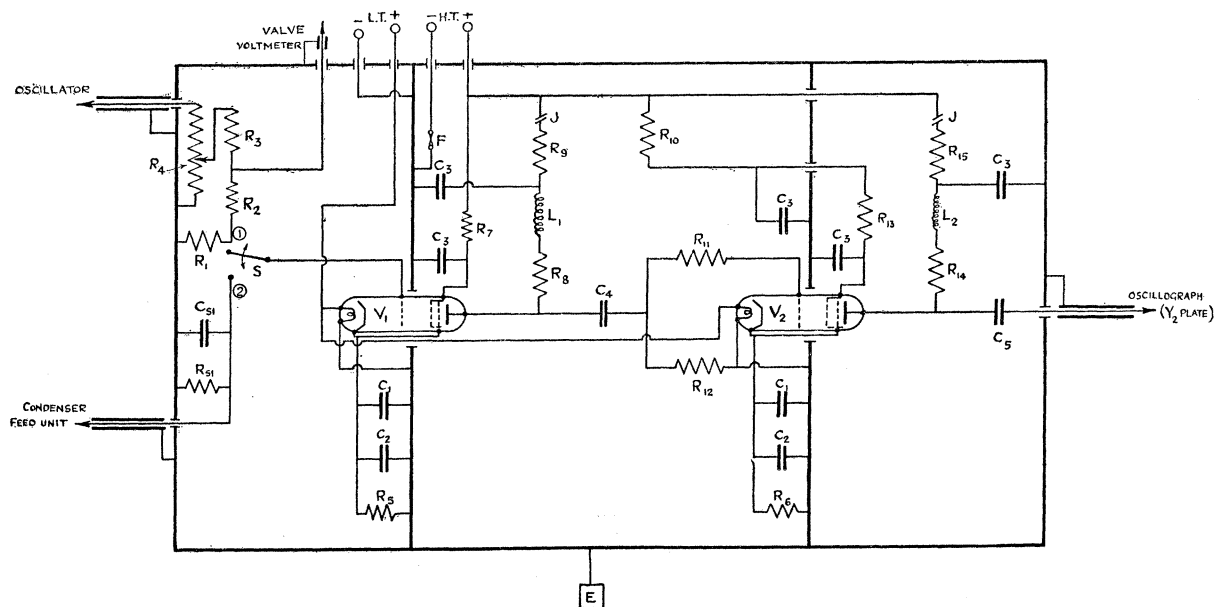 VALVE
VOLTMETER
– L.T. + – H.T. +
OSCILLATOR
R4
R3
R2
①
R1
S
②
CS1
RS1
CONDENSER
FEED UNIT
F
C3
R7
C3
V1
C1
C2
R5
J
R9
L1
R8
C4
R10
R11
R12
C3
C3
R13
V2
C1
C2
R6
J
R15
C3
L2
R14
C5
OSCILLOGRAPH
(Y2 PLATE)
E